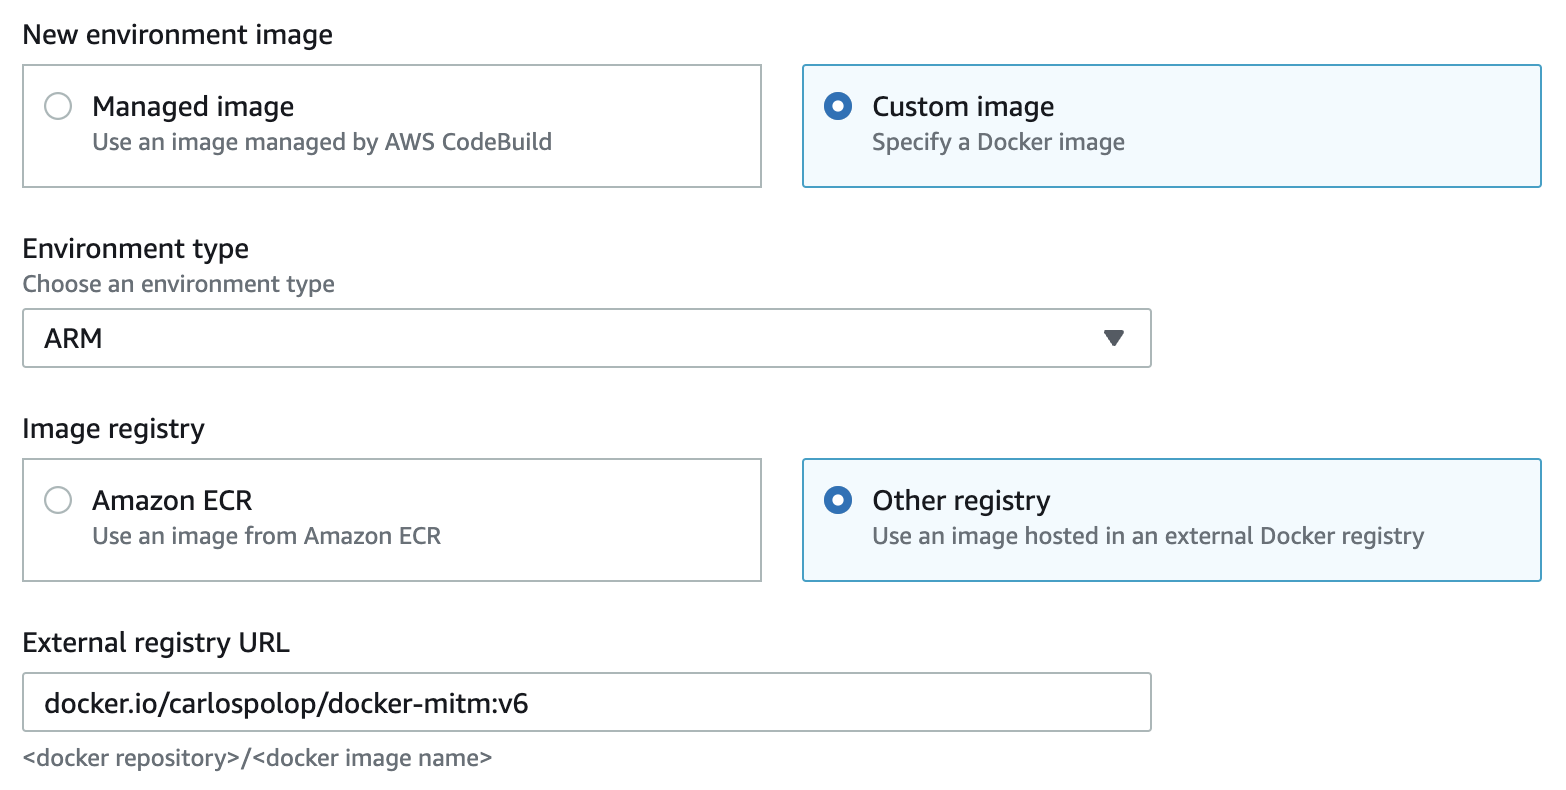 New environment image
Managed image
Use an image managed by AWS CodeBuild
Custom image
Specify a Docker image
Environment type
Choose an environment type
ARM
Image registry
Amazon ECR
Use an image from Amazon ECR
Other registry
Use an image hosted in an external Docker registry
External registry URL
docker.io/carlospolop/docker-mitm:v6
<docker repository>/<docker image name>